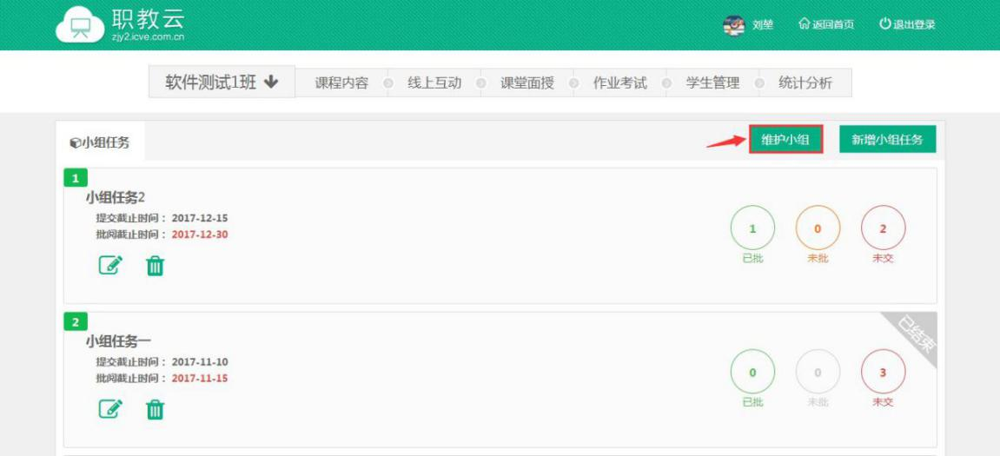 职教云
zjy2.icve.com.cn
刘堃 返回首页 退出登录
软件测试1班 课程内容 线上互动 课堂面授 作业考试 学生管理 统计分析
小组任务 维护小组 新增小组任务
1
小组任务2
提交截止时间： 2017-12-15
批阅截止时间： 2017-12-30
1 0 2
已批 未批 未交
2
已结束
小组任务一
提交截止时间： 2017-11-10
批阅截止时间： 2017-11-15
0 0 3
已批 未批 未交